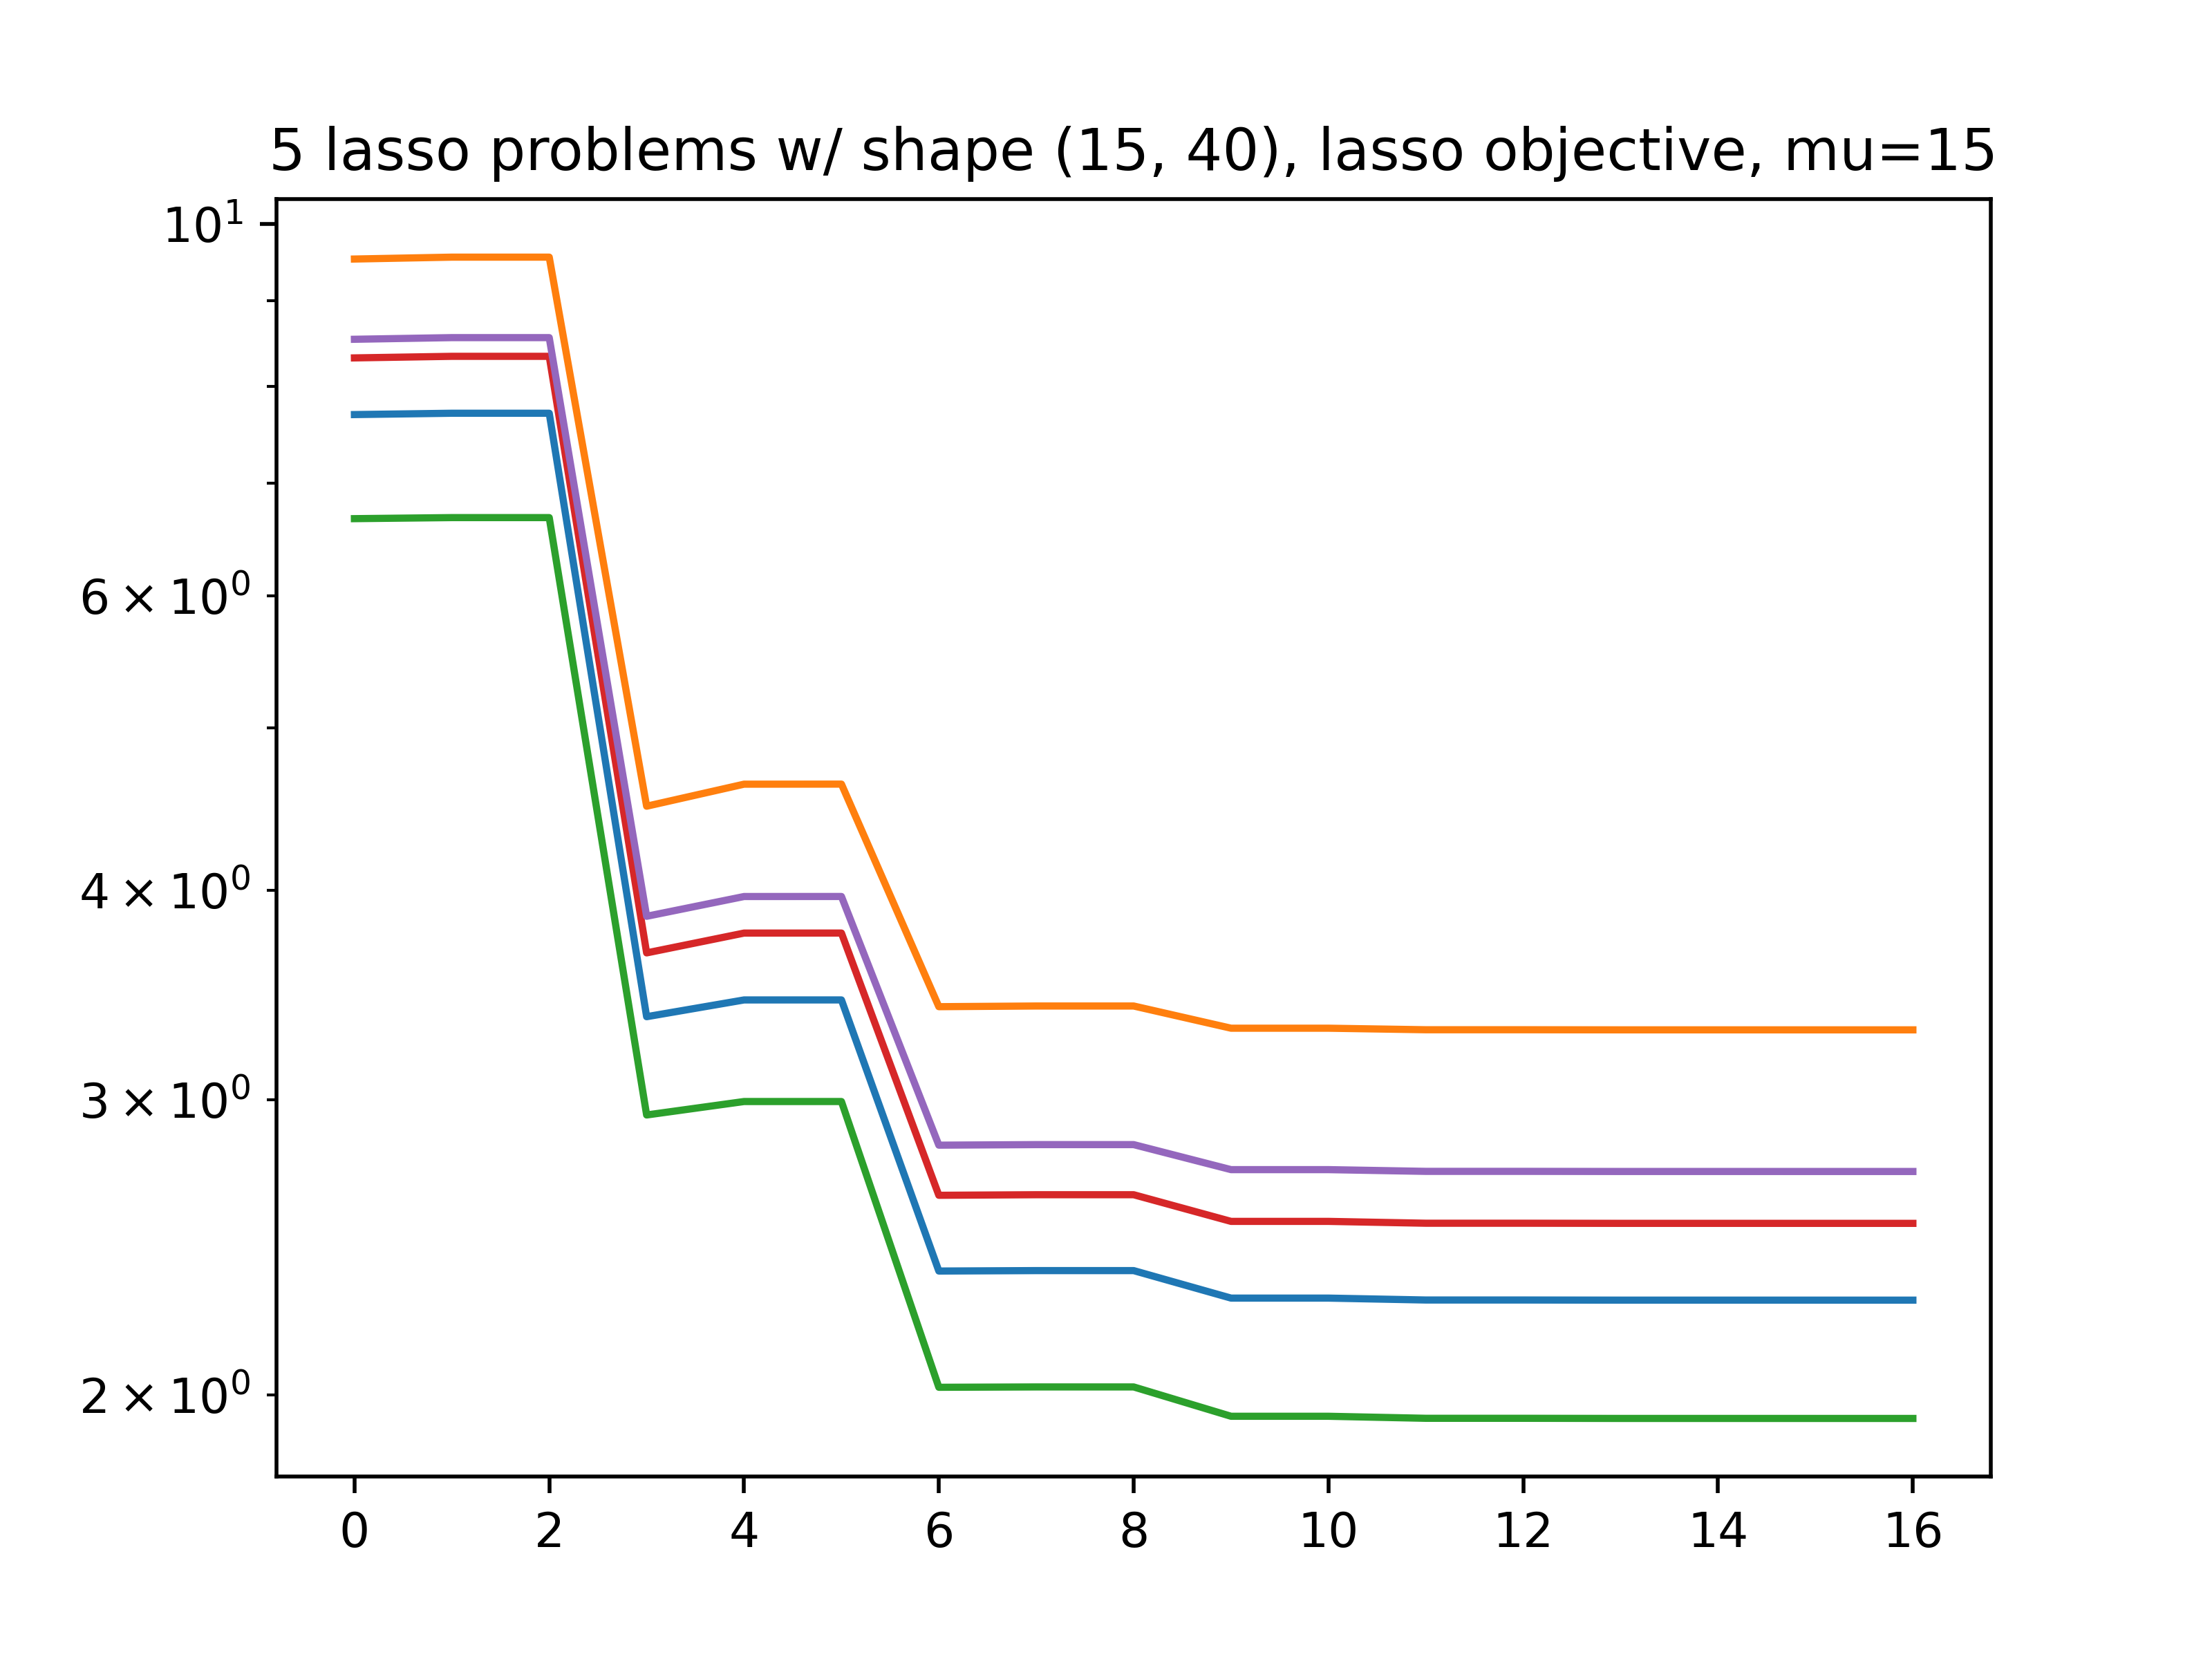 5 lasso problems w/ shape (15, 40), lasso objective, mu=15
10¹
6 × 10⁰
4 × 10⁰
3 × 10⁰
2 × 10⁰
0 2 4 6 8 10 12 14 16